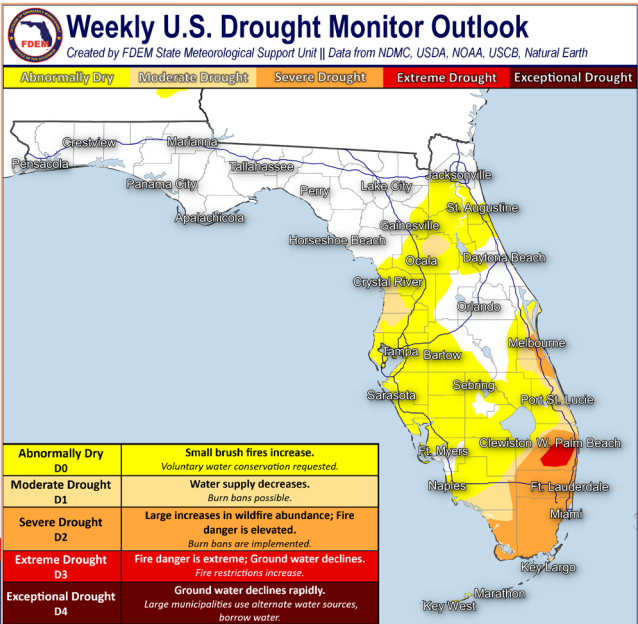 Weekly U.S. Drought Monitor Outlook
FDEM
Created by FDEM State Meteorological Support Unit || Data from NDMC, USDA, NOAA, USCB, Natural Earth
Abnormally Dry Moderate Drought Severe Drought Extreme Drought Exceptional Drought
Crestview
Marianna
Pensacola
Tallahassee
Jacksonville
Panama City
Perry
Lake City
Apalachicola
St. Augustine
Gainesville
Horseshoe Beach
Ocala
Daytona Beach
Crystal River
Orlando
Melbourne
Tampa
Bartow
Sebring
Sarasota
Port St. Lucie
Clewiston
W. Palm Beach
Ft. Myers
Naples
Ft. Lauderdale
Miami
Key Largo
Marathon
Key West
Abnormally Dry
D0
Small brush fires increase.
Voluntary water conservation requested.
Moderate Drought
D1
Water supply decreases.
Burn bans possible.
Severe Drought
D2
Large increases in wildfire abundance; Fire
danger is elevated.
Burn bans are implemented.
Extreme Drought
D3
Fire danger is extreme; Ground water declines.
Fire restrictions increase.
Exceptional Drought
D4
Ground water declines rapidly.
Large municipalities use alternate water sources,
borrow water.